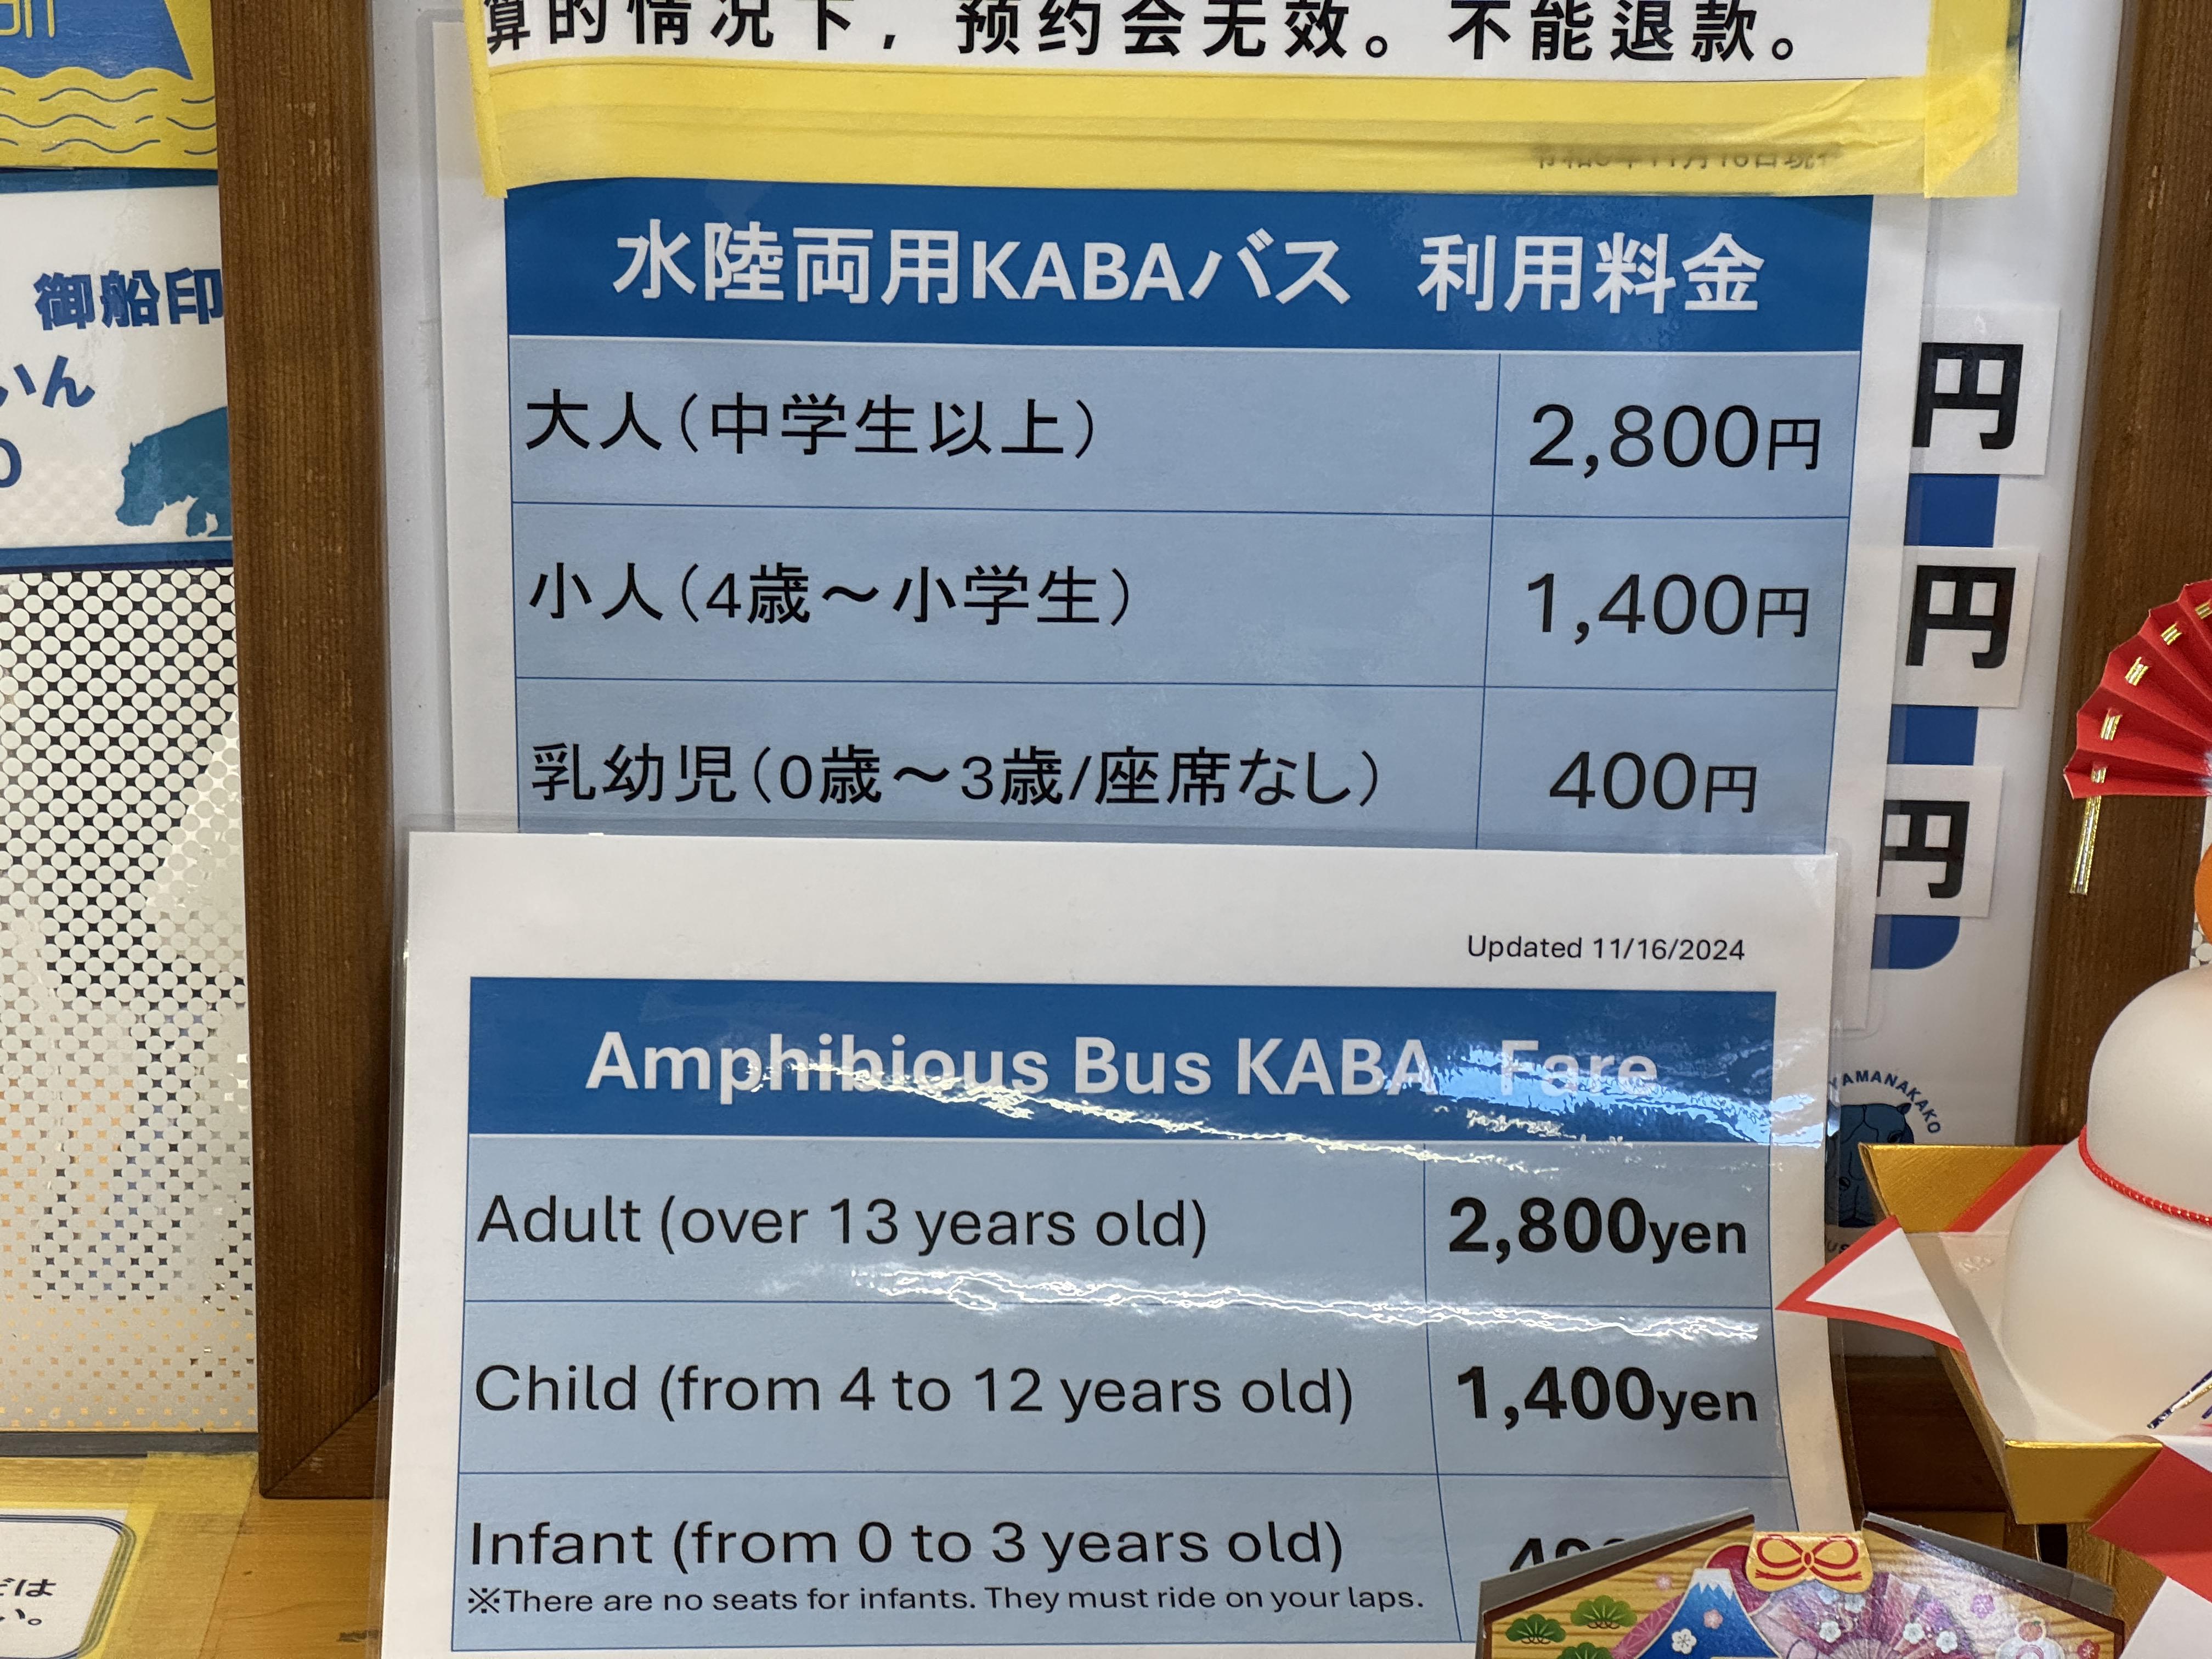 算的情况下，预约会无效。不能退款。
水陸両用KABAバス 利用料金
大人（中学生以上） 2,800円
小人（4歳～小学生） 1,400円
乳幼児（0歳～3歳/座席なし） 400円
円
円
円
Updated 11/16/2024
Amphibious Bus KABA Fare
Adult (over 13 years old) 2,800yen
Child (from 4 to 12 years old) 1,400yen
Infant (from 0 to 3 years old)
※There are no seats for infants. They must ride on your laps.
御船印
いん
YAMANAKAKO